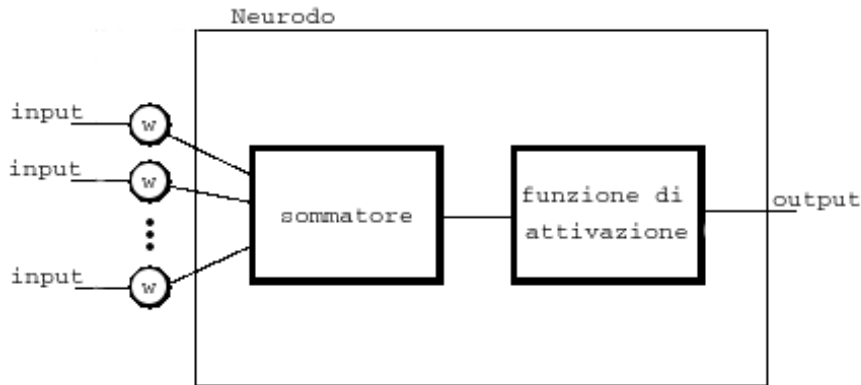 Neurodo
input
w
input
w
input
w
sommatore
funzione di
attivazione
output